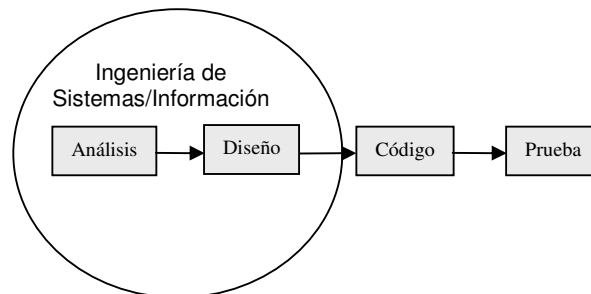 Ingeniería de
Sistemas/Información
Análisis
Diseño
Código
Prueba